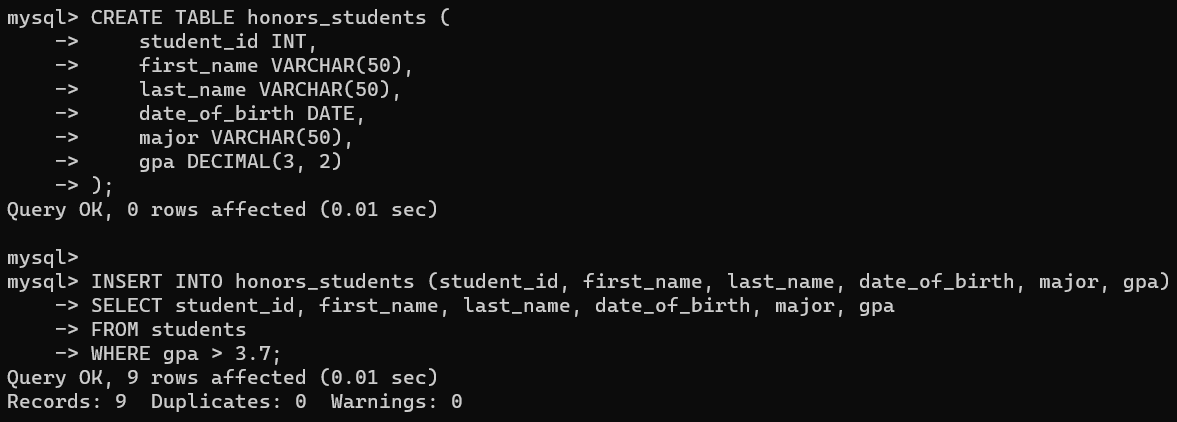 mysql> CREATE TABLE honors_students (
    ->     student_id INT,
    ->     first_name VARCHAR(50),
    ->     last_name VARCHAR(50),
    ->     date_of_birth DATE,
    ->     major VARCHAR(50),
    ->     gpa DECIMAL(3, 2)
    -> );
Query OK, 0 rows affected (0.01 sec)

mysql>
mysql> INSERT INTO honors_students (student_id, first_name, last_name, date_of_birth, major, gpa)
    -> SELECT student_id, first_name, last_name, date_of_birth, major, gpa
    -> FROM students
    -> WHERE gpa > 3.7;
Query OK, 9 rows affected (0.01 sec)
Records: 9  Duplicates: 0  Warnings: 0